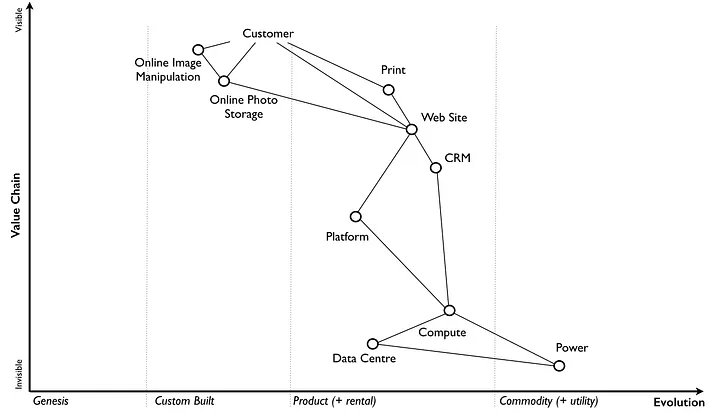 Visible
Customer
Online Image
Manipulation
Print
Online Photo
Storage
Web Site
CRM
Value Chain
Platform
Compute
Power
Data Centre
Invisible
Genesis
Custom Built
Product (+ rental)
Commodity (+ utility)
Evolution